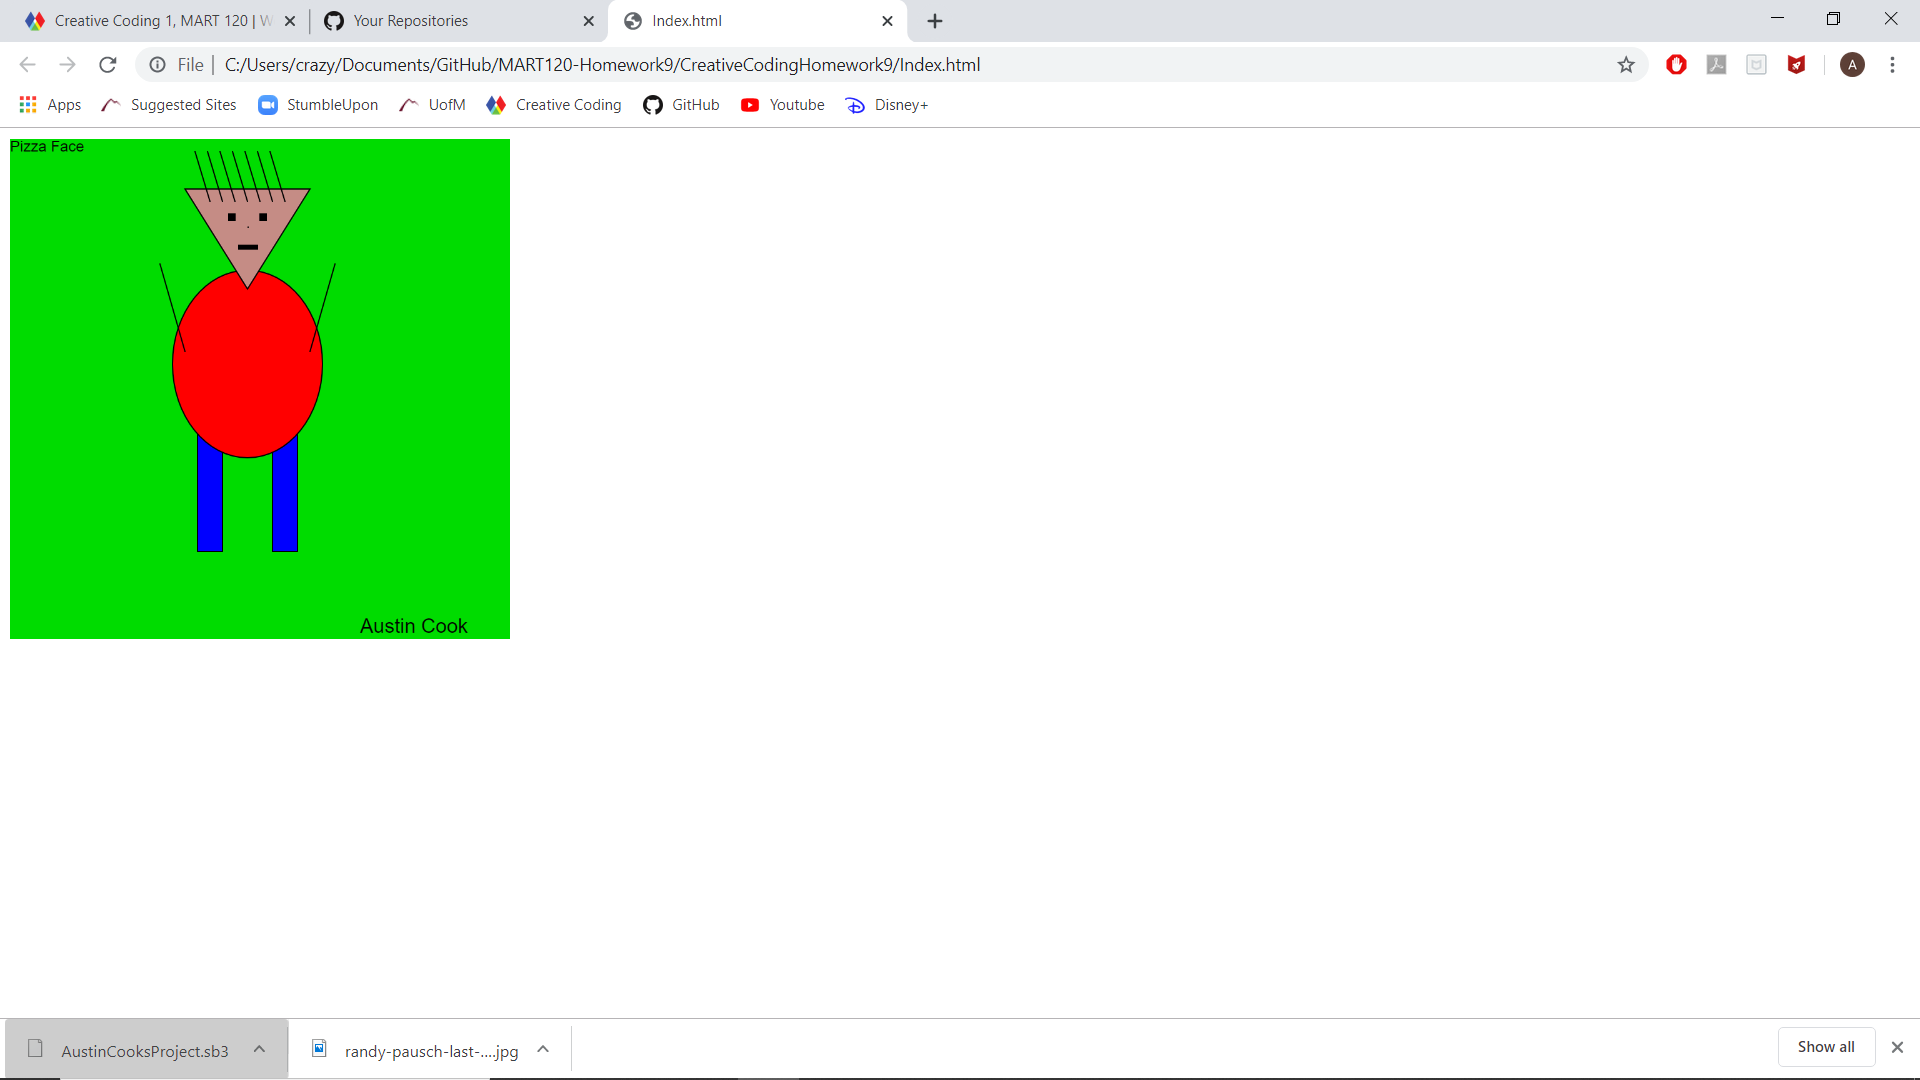 Creative Coding 1, MART 120 | W
Your Repositories
Index.html
File | C:/Users/crazy/Documents/GitHub/MART120-Homework9/CreativeCodingHomework9/Index.html
A
Apps
Suggested Sites
StumbleUpon
UofM
Creative Coding
GitHub
Youtube
Disney+
Pizza Face
Austin Cook
AustinCooksProject.sb3
randy-pausch-last-....jpg
Show all